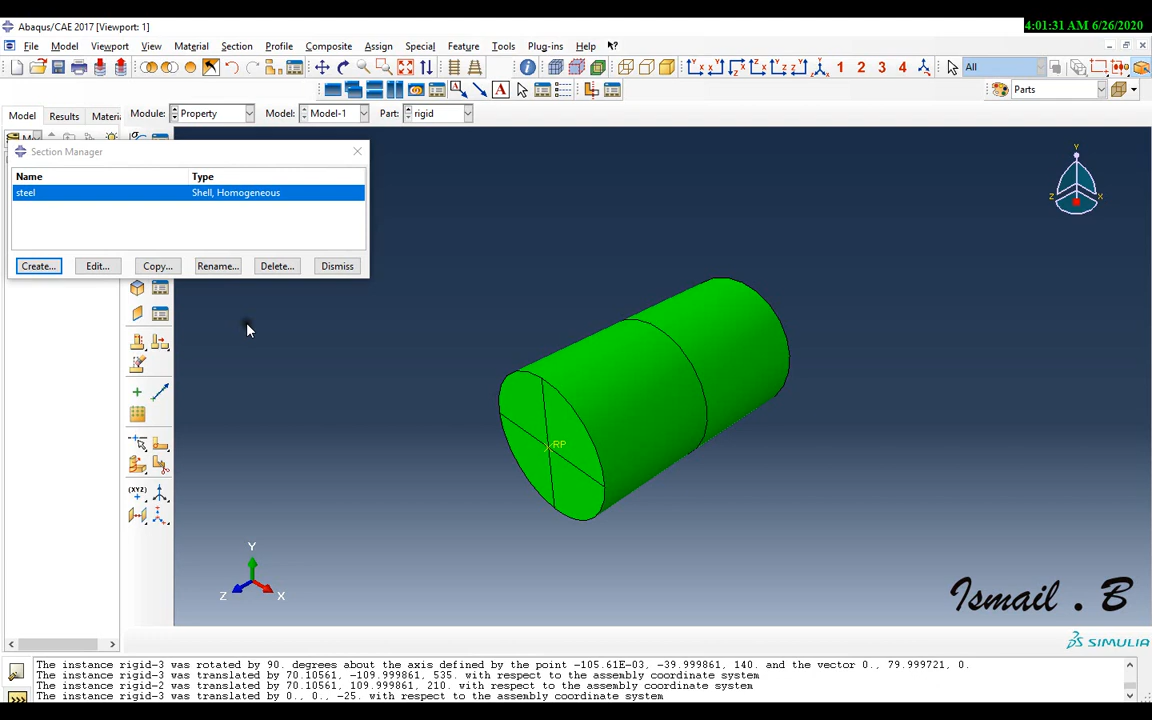 Abaqus/CAE 2017 [Viewport: 1]
4:01:31 AM 6/26/2020
File Model Viewport View Material Section Profile Composite Assign Special Feature Tools Plug-ins Help
1 2 3 4 All
Parts
Model Results Materi
Module: Property Model: Model-1 Part: rigid
Section Manager
Name Type
steel Shell, Homogeneous
Create... Edit... Copy... Rename... Delete... Dismiss
RP
Y
Z X
Y
Z X
(XYZ)
Ismail . B
SIMULIA
The instance rigid-3 was rotated by 90. degrees about the axis defined by the point -105.61E-03, -39.999861, 140. and the vector 0., 79.999721, 0.
The instance rigid-3 was translated by 70.10561, -109.999861, 535. with respect to the assembly coordinate system
The instance rigid-2 was translated by 70.10561, 109.999861, 210. with respect to the assembly coordinate system
The instance rigid-3 was translated by 0., 0., -25. with respect to the assembly coordinate system